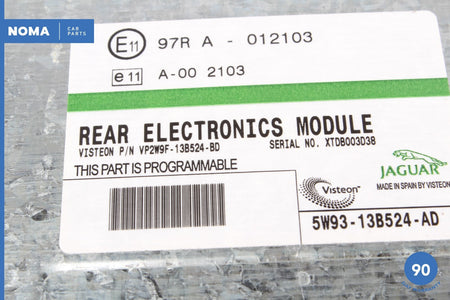 NOMA CAR PARTS
E11 97R A - 012103
e11 A-00 2103
REAR ELECTRONICS MODULE
VISTEON P/N VP2W9F-13B524-BD SERIAL NO. XTDB003D38
THIS PART IS PROGRAMMABLE
Visteon
JAGUAR
MADE IN SPAIN BY VISTEON
5W93-13B524-AD
90